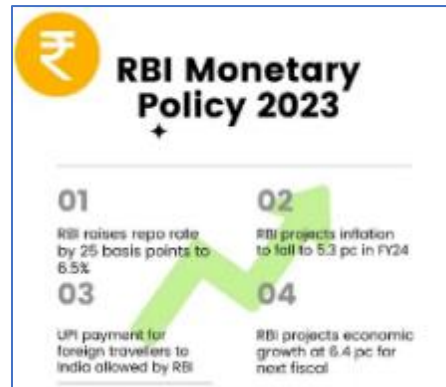 ₹
RBI Monetary
Policy 2023
01
RBI raises repo rate
by 25 basis points to
6.5%
02
RBI projects inflation
to fall to 5.3 pc in FY24
03
UPI payment for
foreign travellers to
India allowed by RBI
04
RBI projects economic
growth at 6.4 pc for
next fiscal